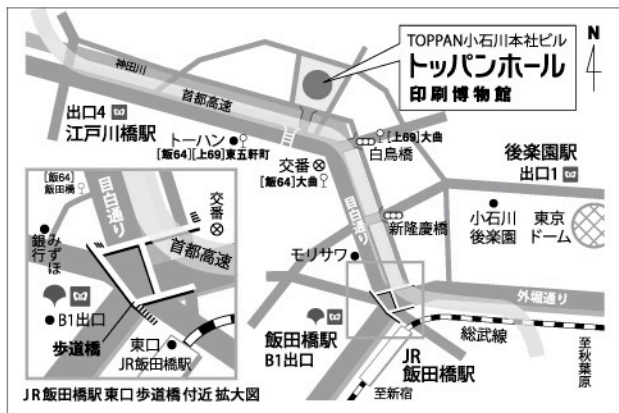 TOPPAN小石川本社ビル
トッパンホール
印刷博物館
N
神田川
首都高速
出口4
江戸川橋駅
トーハン
[飯64][上69]東五軒町
[上69]大曲
白鳥橋
交番
[飯64]大曲
後楽園駅
出口1
目白通り
新隆慶橋
小石川
後楽園
東京
ドーム
モリサワ
外堀通り
飯田橋駅
B1出口
JR
飯田橋駅
総武線
至秋葉原
至新宿
[飯64]
飯田橋
目白通り
交番
首都高速
みずほ
銀行
B1出口
歩道橋
東口
JR飯田橋駅
JR飯田橋駅東口歩道橋付近 拡大図